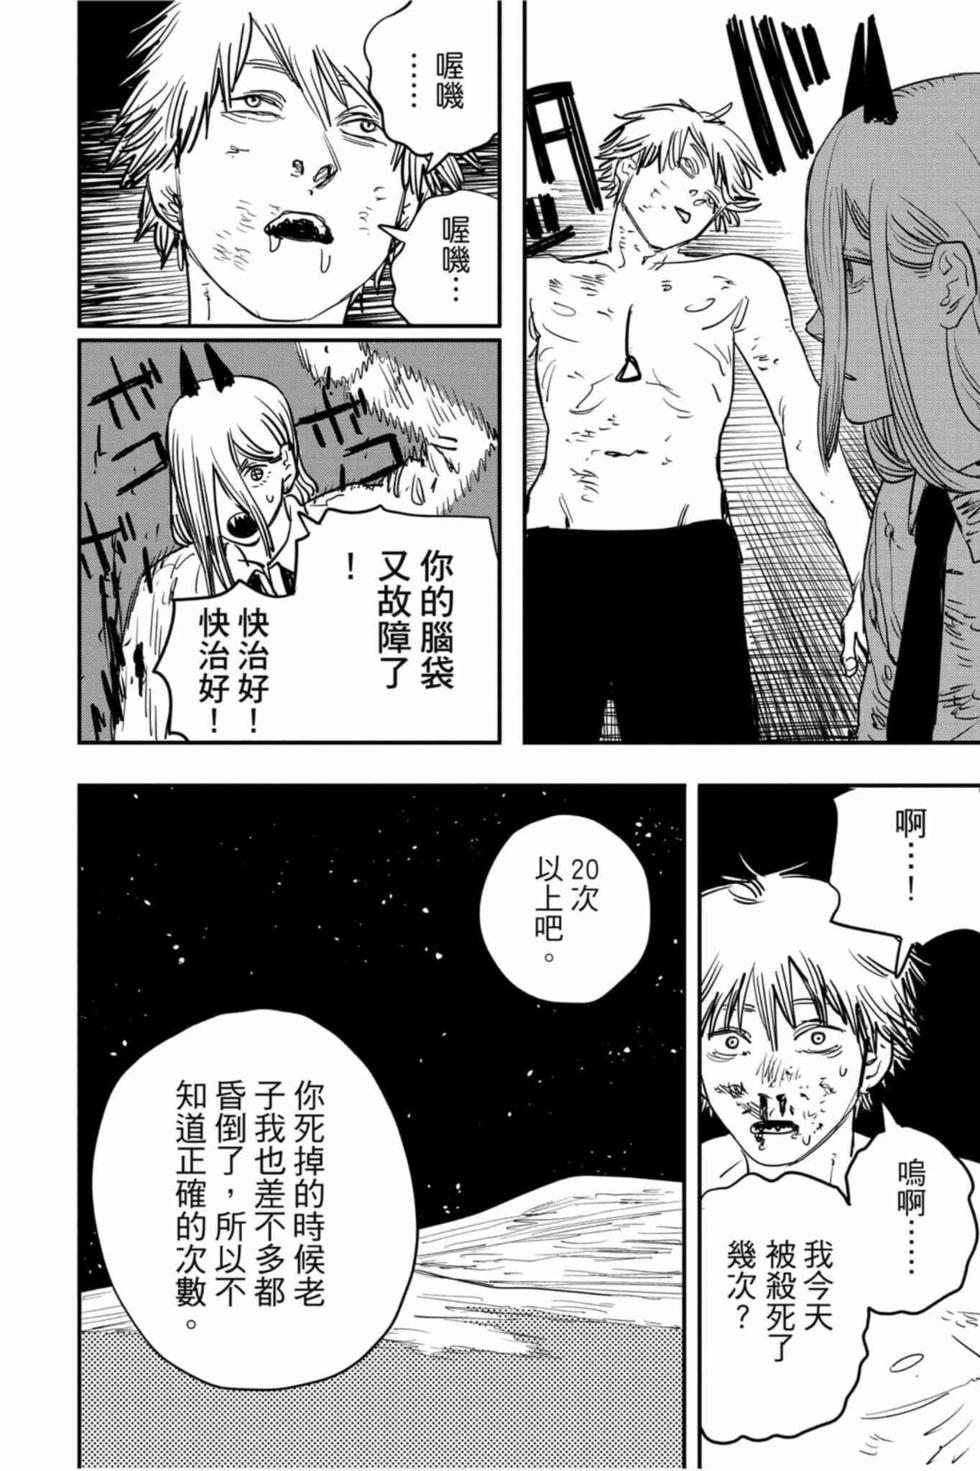 喔嘰
……
喔嘰…
你的腦袋
又故障了
！
快治好！
快治好！
啊…！
嗚啊……
我今天
被殺死了
幾次？
20次
以上吧。
你死掉的時候老
子我也差不多都
昏倒了，所以不
知道正確的次數。